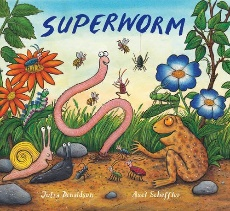 SUPERWORM
Julia Donaldson Axel Scheffler